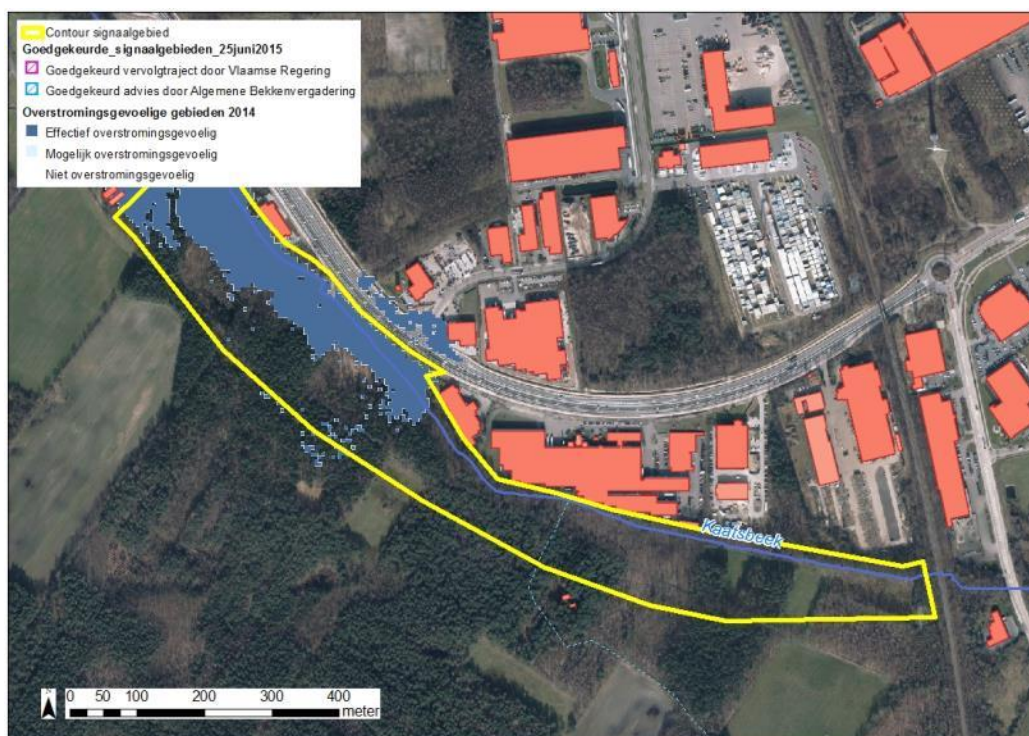 Contour signaalgebied
Goedgekeurde_signaalgebieden_25juni2015
Goedgekeurd vervolgtraject door Vlaamse Regering
Goedgekeurd advies door Algemene Bekkenvergadering
Overstromingsgevoelige gebieden 2014
Effectief overstromingsgevoelig
Mogelijk overstromingsgevoelig
Niet overstromingsgevoelig
Kaatsbeek
0 50 100 200 300 400
meter